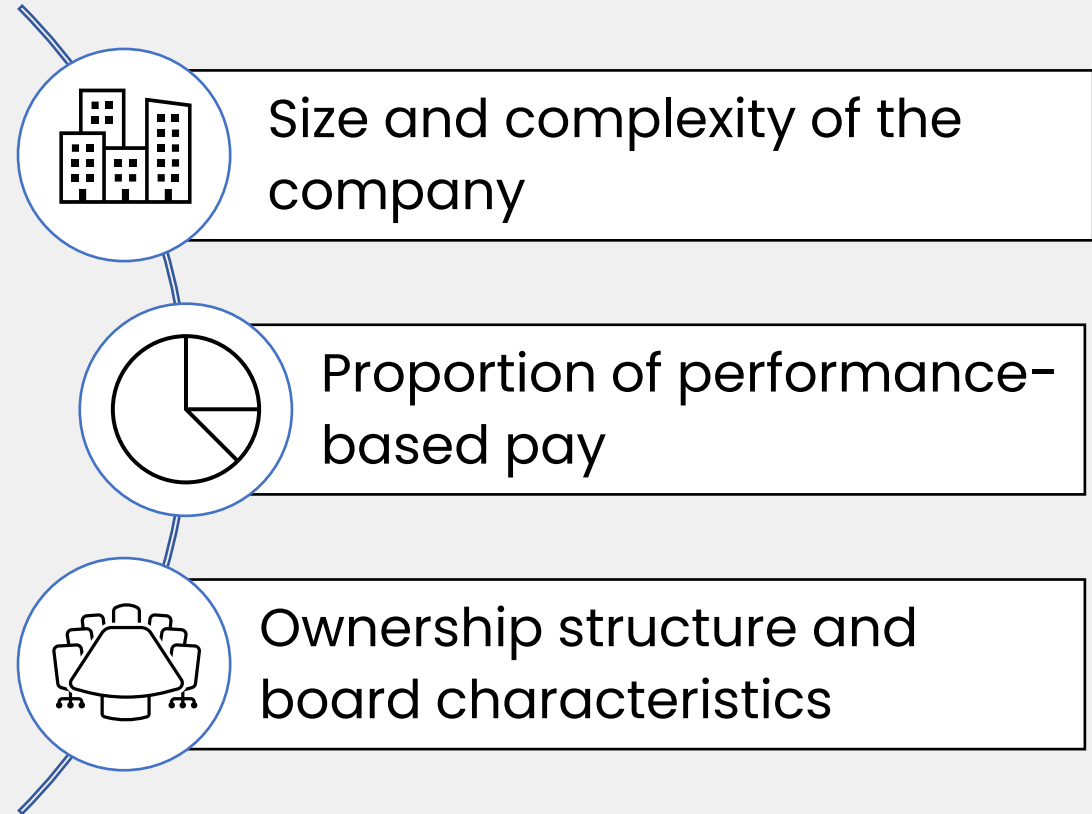 Size and complexity of the
company
Proportion of performance-
based pay
Ownership structure and
board characteristics